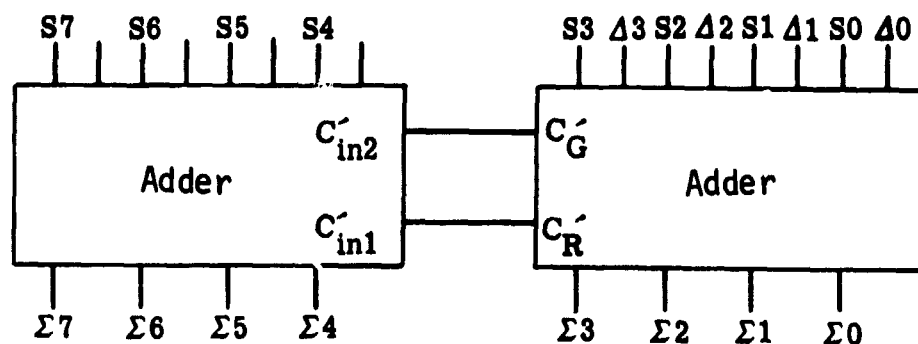 S7 S6 S5 S4 S3 Δ3 S2 Δ2 S1 Δ1 S0 Δ0
C′in2 C′G
Adder Adder
C′in1 C′R
Σ7 Σ6 Σ5 Σ4 Σ3 Σ2 Σ1 Σ0